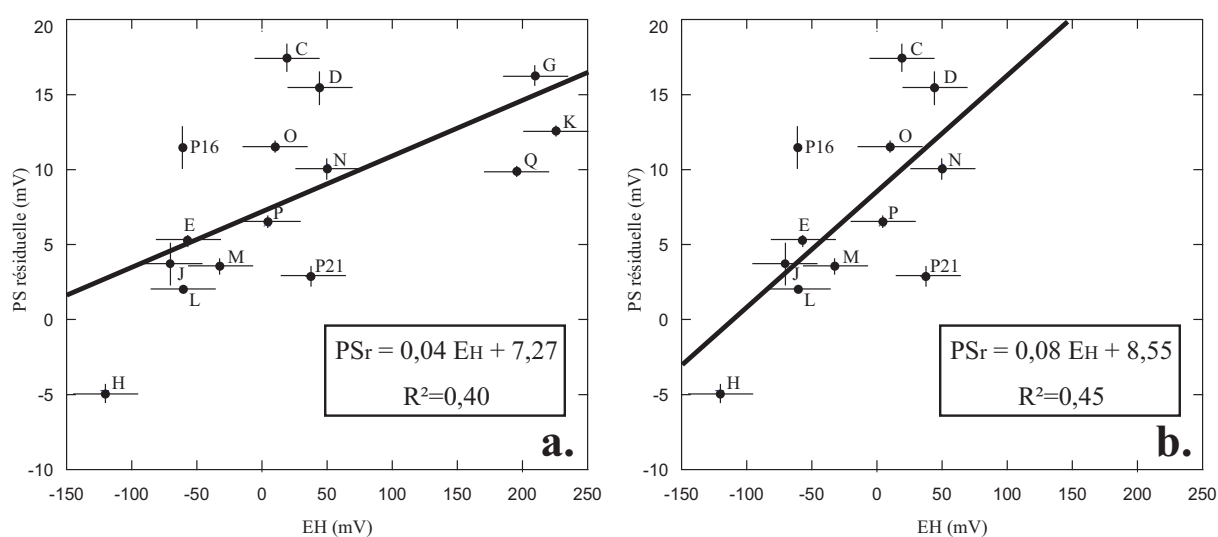 20
15
10
5
0
-5
-10
PS résiduelle (mV)
C
D
G
K
P16
O
N
Q
E
P
J
M
P21
L
H
PSr = 0,04 EH + 7,27
R²=0,40
a.
-150 -100 -50 0 50 100 150 200 250
EH (mV)
20
15
10
5
0
-5
-10
PS résiduelle (mV)
C
D
P16
O
N
E
P
J
M
P21
L
H
PSr = 0,08 EH + 8,55
R²=0,45
b.
-150 -100 -50 0 50 100 150 200 250
EH (mV)